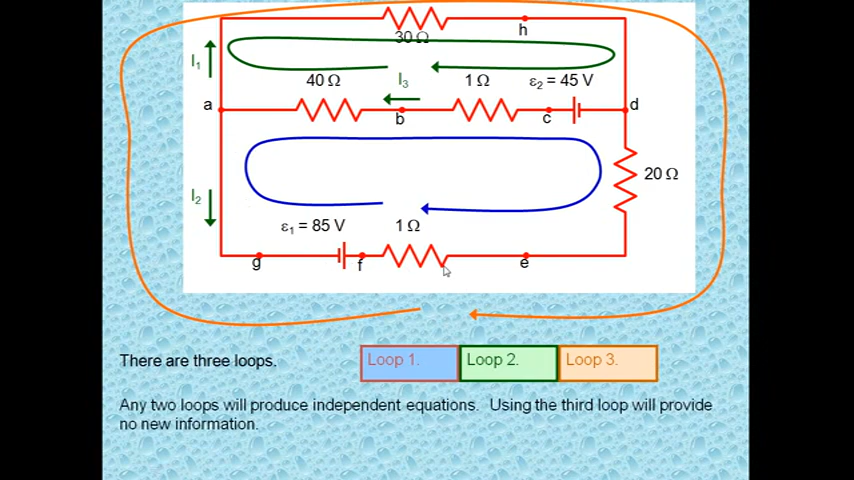 h
30 Ω
I1
I3
40 Ω
1 Ω
ε2 = 45 V
a
b
c
d
20 Ω
I2
ε1 = 85 V
1 Ω
g
f
e
There are three loops.
Loop 1.
Loop 2.
Loop 3.
Any two loops will produce independent equations. Using the third loop will provide
no new information.